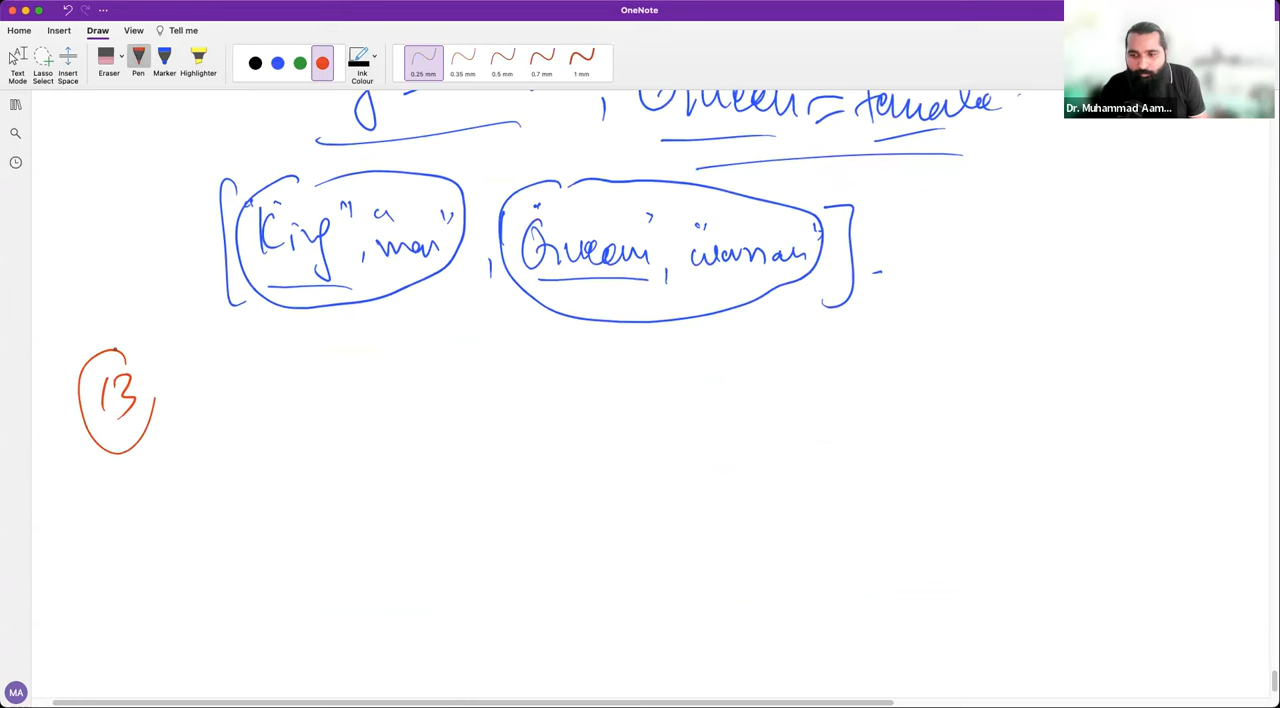 OneNote
Home Insert Draw View Tell me
Text Mode Lasso Select Insert Space Eraser Pen Marker Highlighter Ink Colour 0.25 mm 0.35 mm 0.5 mm 0.7 mm 1 mm
Dr. Muhammad Aam...
, Queen = female
["King", "man", "Queen", "woman"]
13
MA